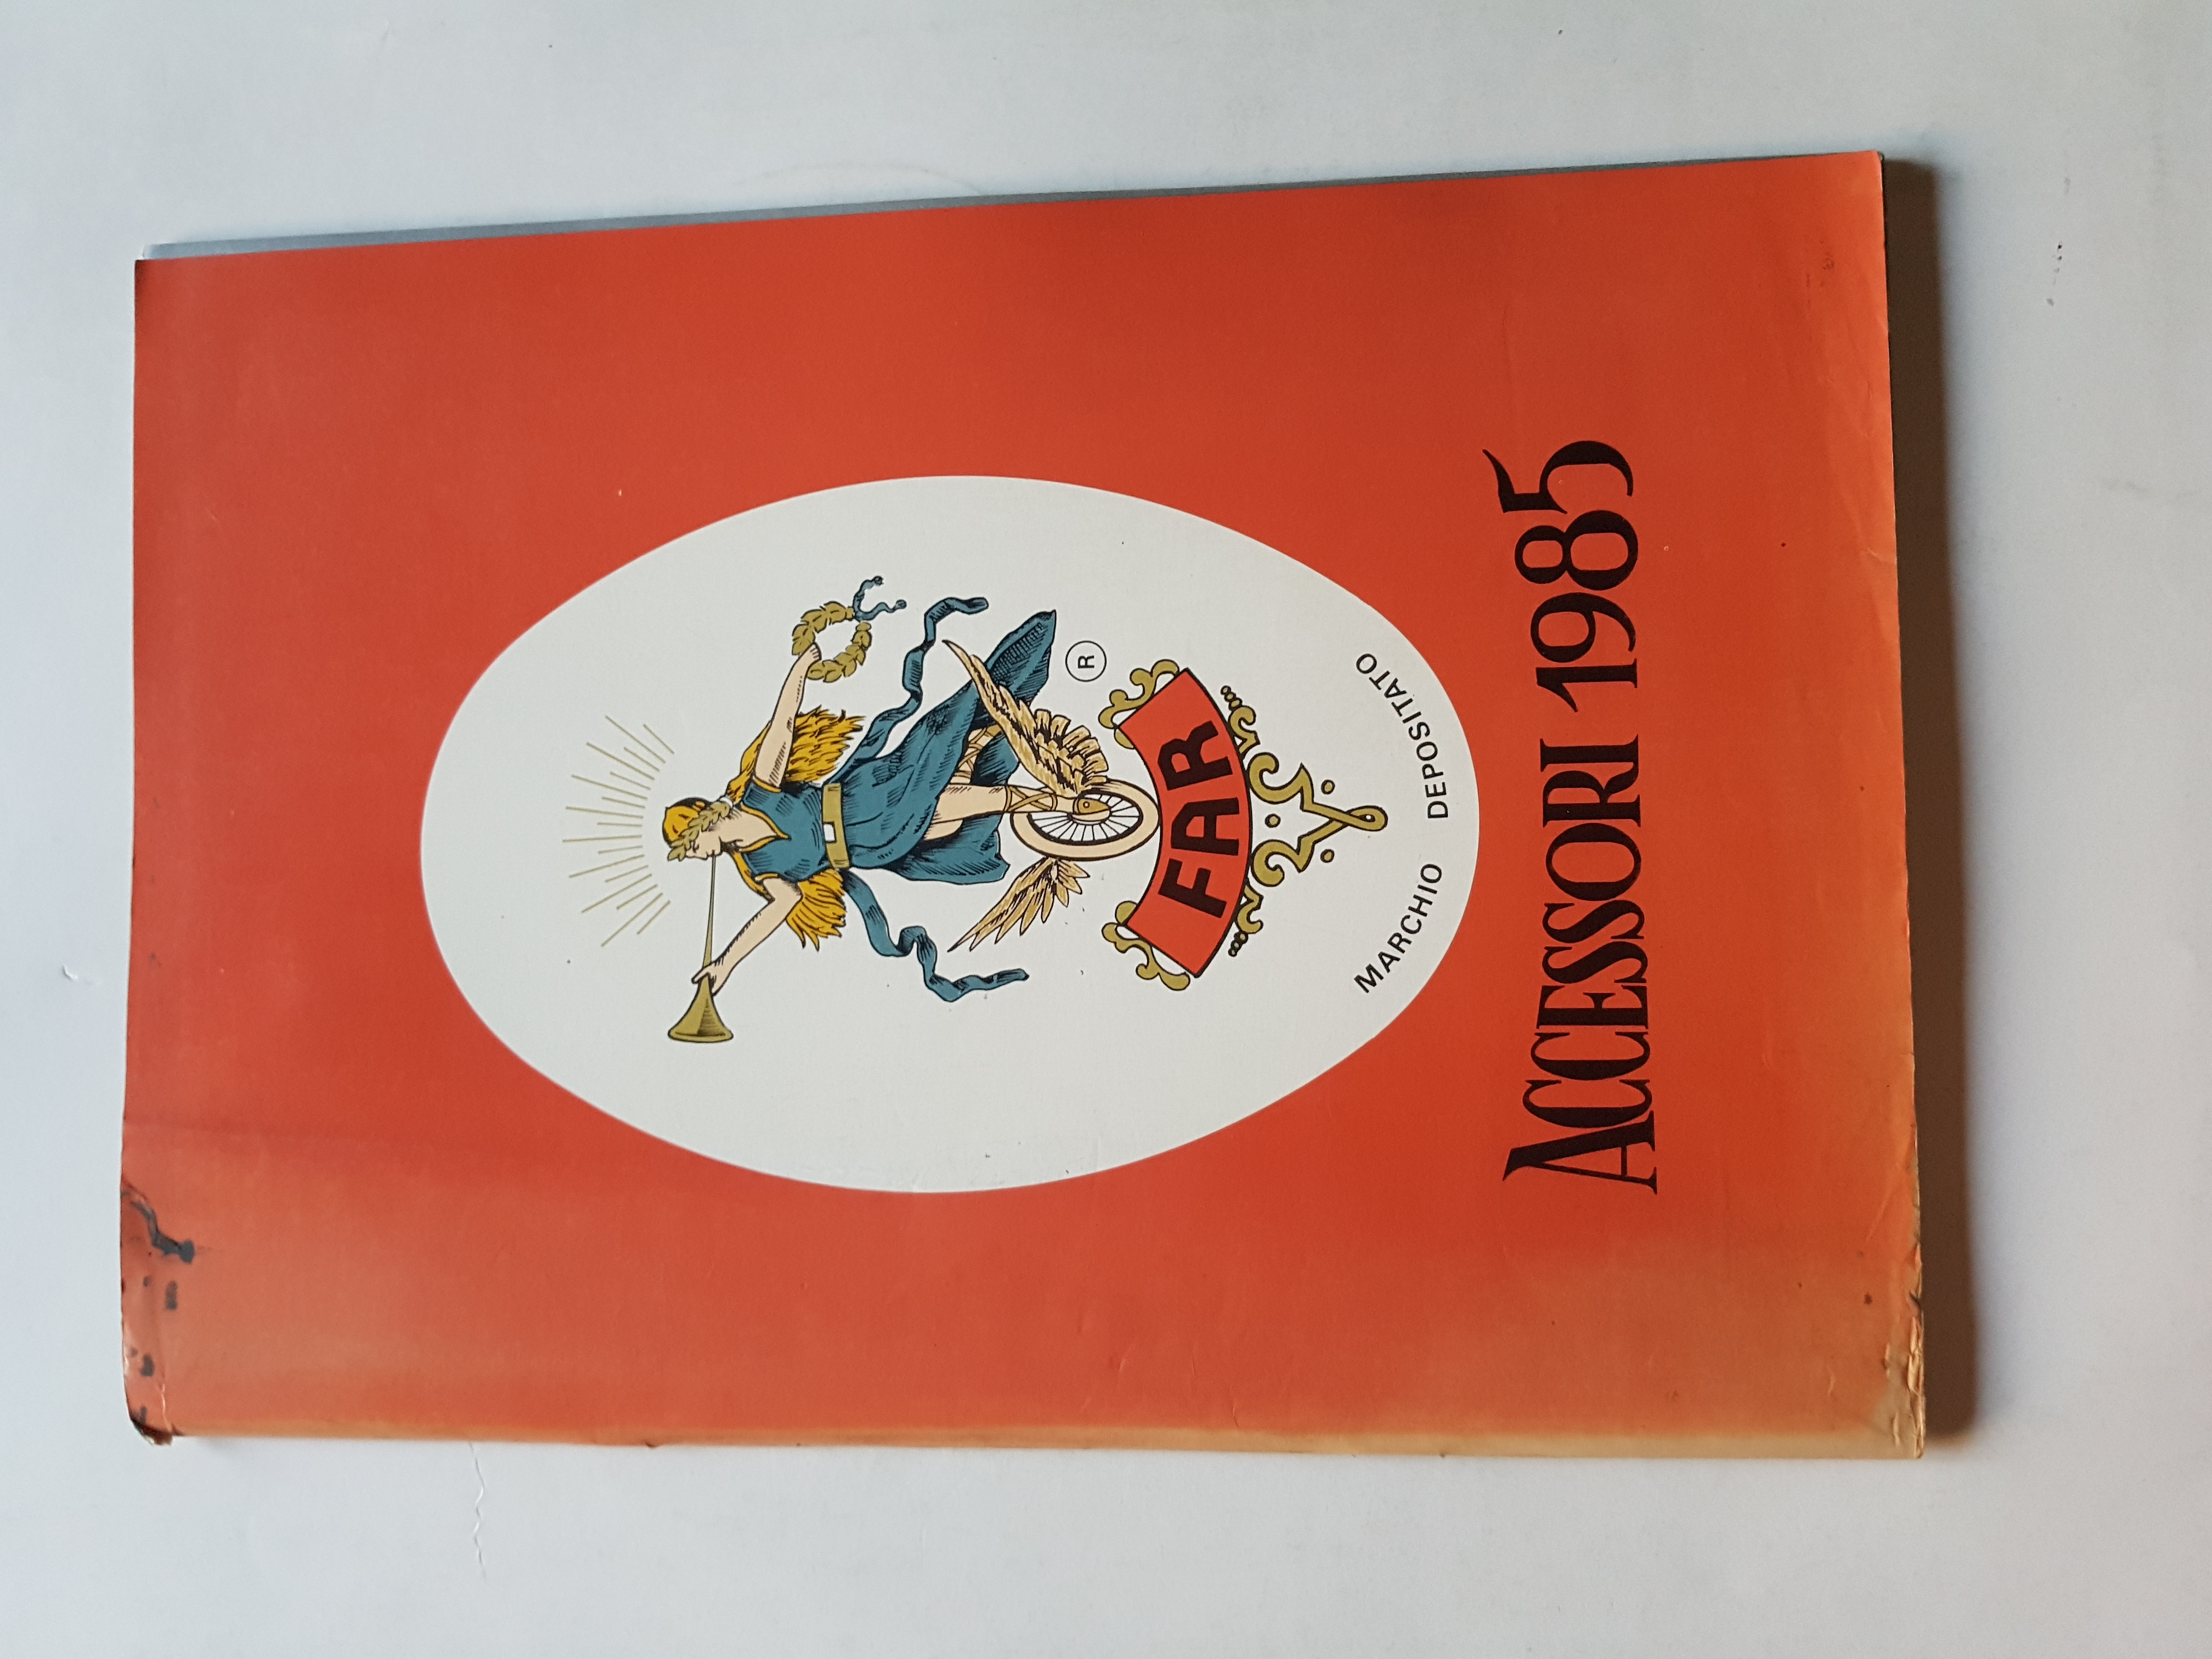 ®
FAR
MARCHIO DEPOSITATO
ACCESSORI 1985